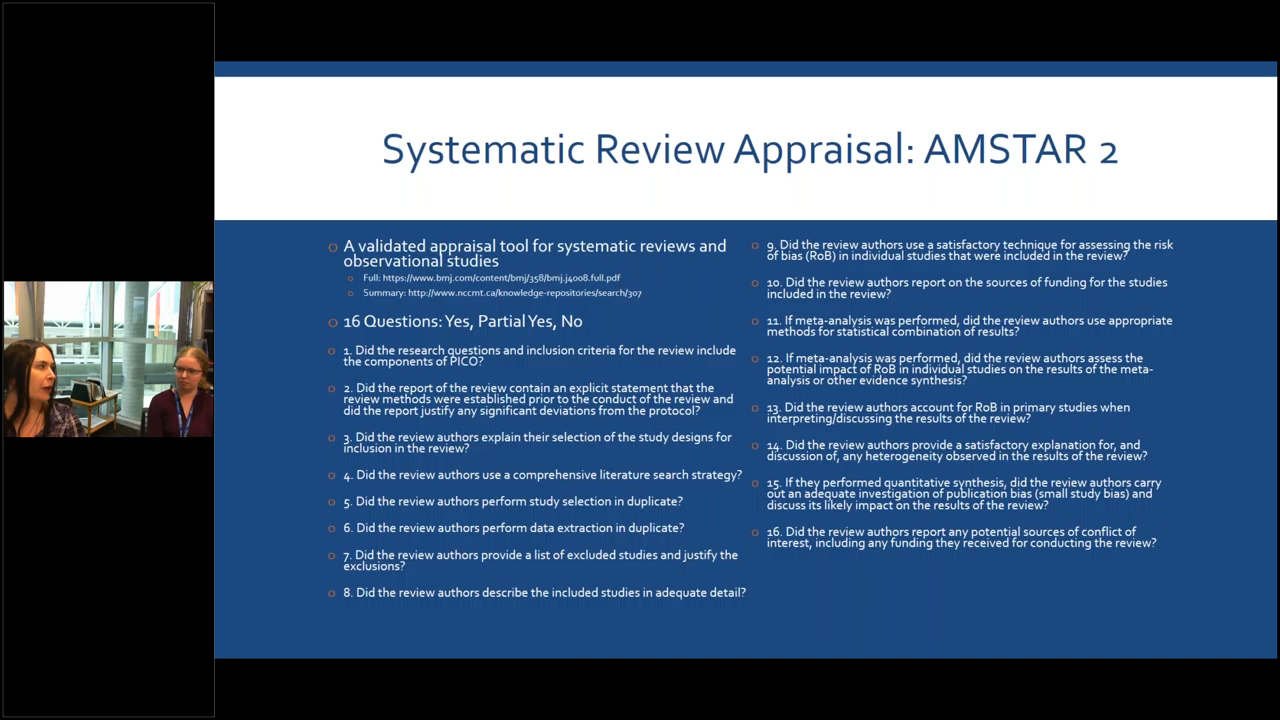 Systematic Review Appraisal: AMSTAR 2
A validated appraisal tool for systematic reviews and
observational studies
Full: https://www.bmj.com/content/bmj/358/bmj.j4008.full.pdf
Summary: http://www.nccmt.ca/knowledge-repositories/search/307
16 Questions: Yes, Partial Yes, No
1. Did the research questions and inclusion criteria for the review include
the components of PICO?
2. Did the report of the review contain an explicit statement that the
review methods were established prior to the conduct of the review and
did the report justify any significant deviations from the protocol?
3. Did the review authors explain their selection of the study designs for
inclusion in the review?
4. Did the review authors use a comprehensive literature search strategy?
5. Did the review authors perform study selection in duplicate?
6. Did the review authors perform data extraction in duplicate?
7. Did the review authors provide a list of excluded studies and justify the
exclusions?
8. Did the review authors describe the included studies in adequate detail?
9. Did the review authors use a satisfactory technique for assessing the risk
of bias (RoB) in individual studies that were included in the review?
10. Did the review authors report on the sources of funding for the studies
included in the review?
11. If meta-analysis was performed, did the review authors use appropriate
methods for statistical combination of results?
12. If meta-analysis was performed, did the review authors assess the
potential impact of RoB in individual studies on the results of the meta-
analysis or other evidence synthesis?
13. Did the review authors account for RoB in primary studies when
interpreting/discussing the results of the review?
14. Did the review authors provide a satisfactory explanation for, and
discussion of, any heterogeneity observed in the results of the review?
15. If they performed quantitative synthesis, did the review authors carry
out an adequate investigation of publication bias (small study bias) and
discuss its likely impact on the results of the review?
16. Did the review authors report any potential sources of conflict of
interest, including any funding they received for conducting the review?